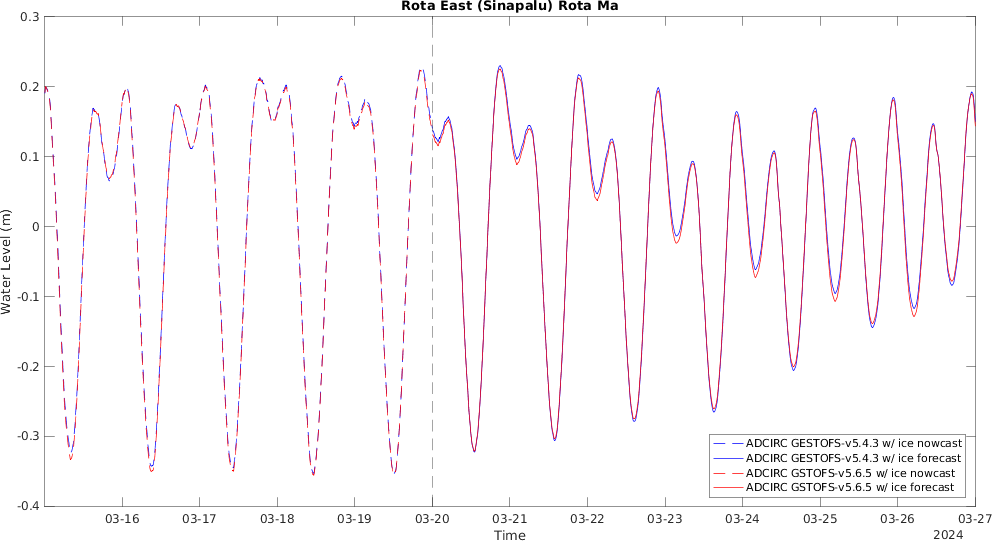 Rota East (Sinapalu) Rota Ma
0.3
0.2
0.1
0
-0.1
-0.2
-0.3
-0.4
Water Level (m)
ADCIRC GESTOFS-v5.4.3 w/ ice nowcast
ADCIRC GESTOFS-v5.4.3 w/ ice forecast
ADCIRC GSTOFS-v5.6.5 w/ ice nowcast
ADCIRC GSTOFS-v5.6.5 w/ ice forecast
03-16 03-17 03-18 03-19 03-20 03-21 03-22 03-23 03-24 03-25 03-26 03-27
Time
2024